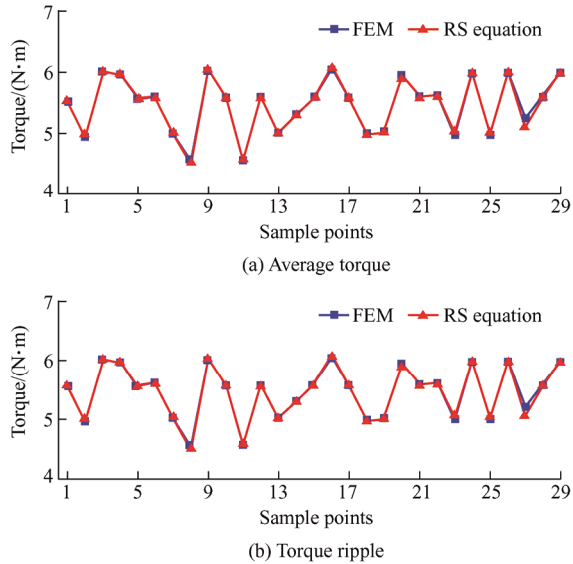 7
FEM RS equation
6
5
4
Torque/(N·m)
1 5 9 13 17 21 25 29
Sample points
(a) Average torque
7
FEM RS equation
6
5
4
Torque/(N·m)
1 5 9 13 17 21 25 29
Sample points
(b) Torque ripple